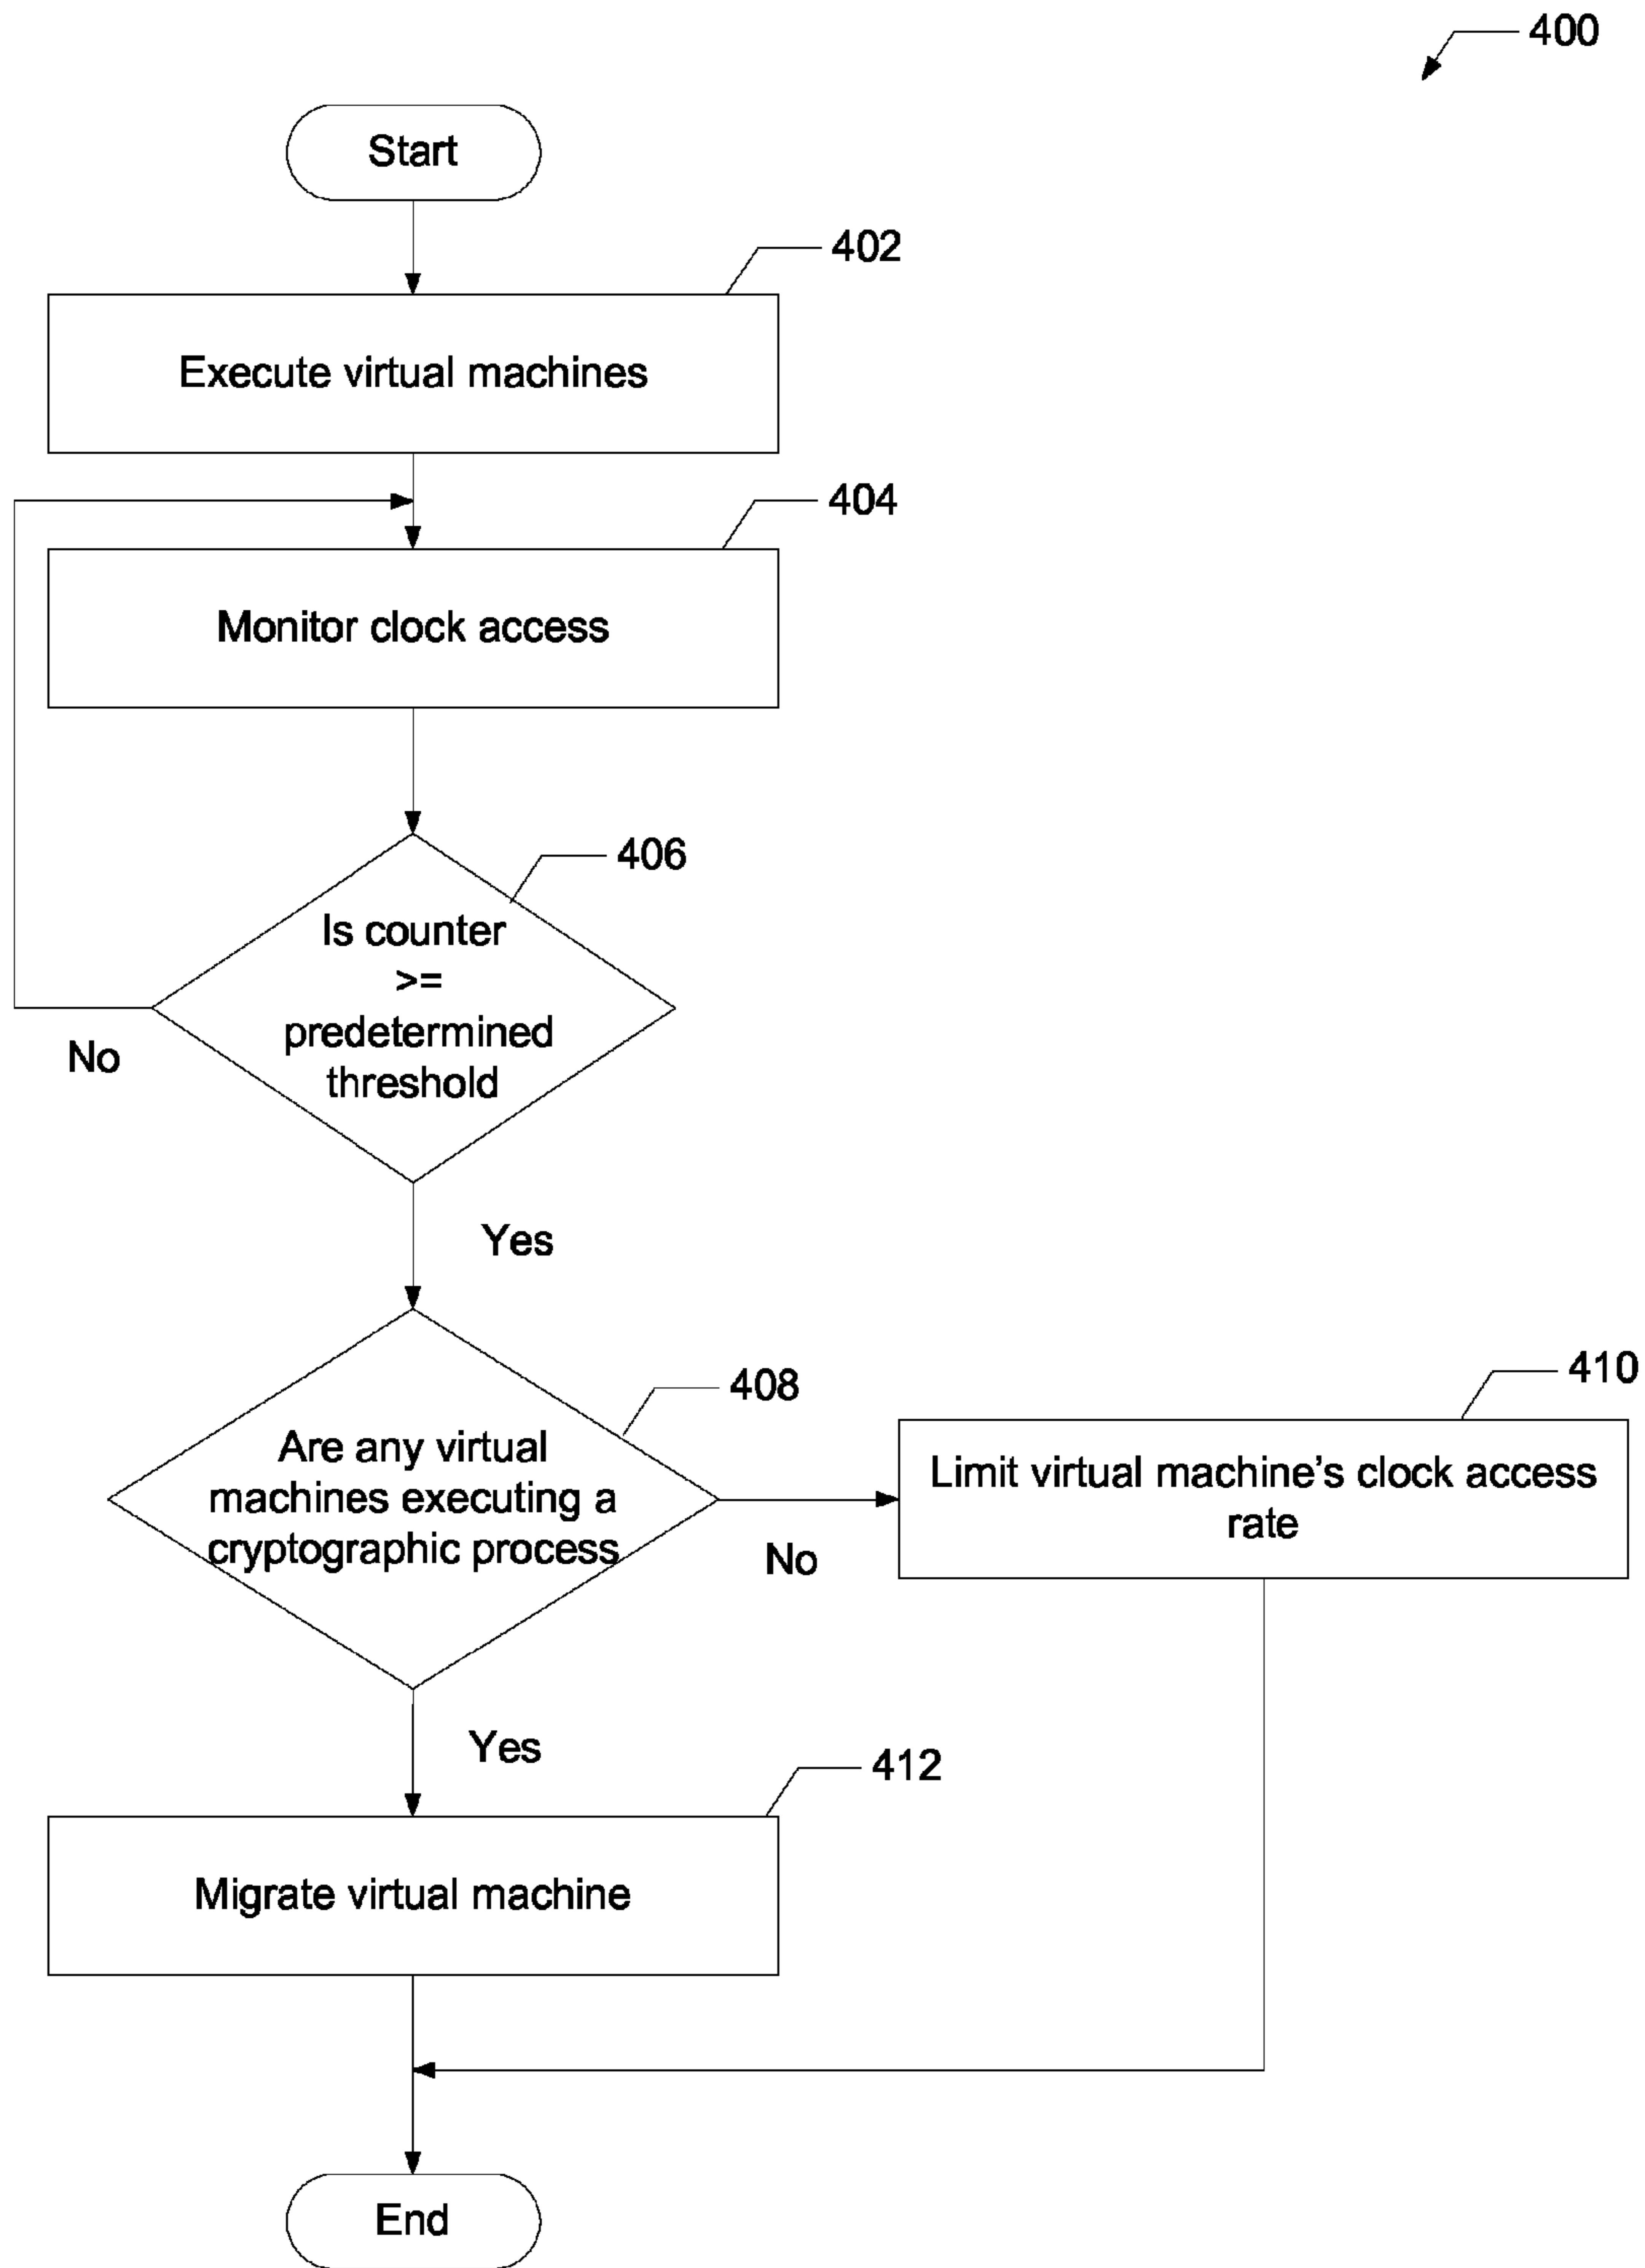 400
Start
402
Execute virtual machines
404
Monitor clock access
406
Is counter
>=
predetermined
threshold
No
Yes
408
Are any virtual
machines executing a
cryptographic process
No
410
Limit virtual machine's clock access
rate
Yes
412
Migrate virtual machine
End